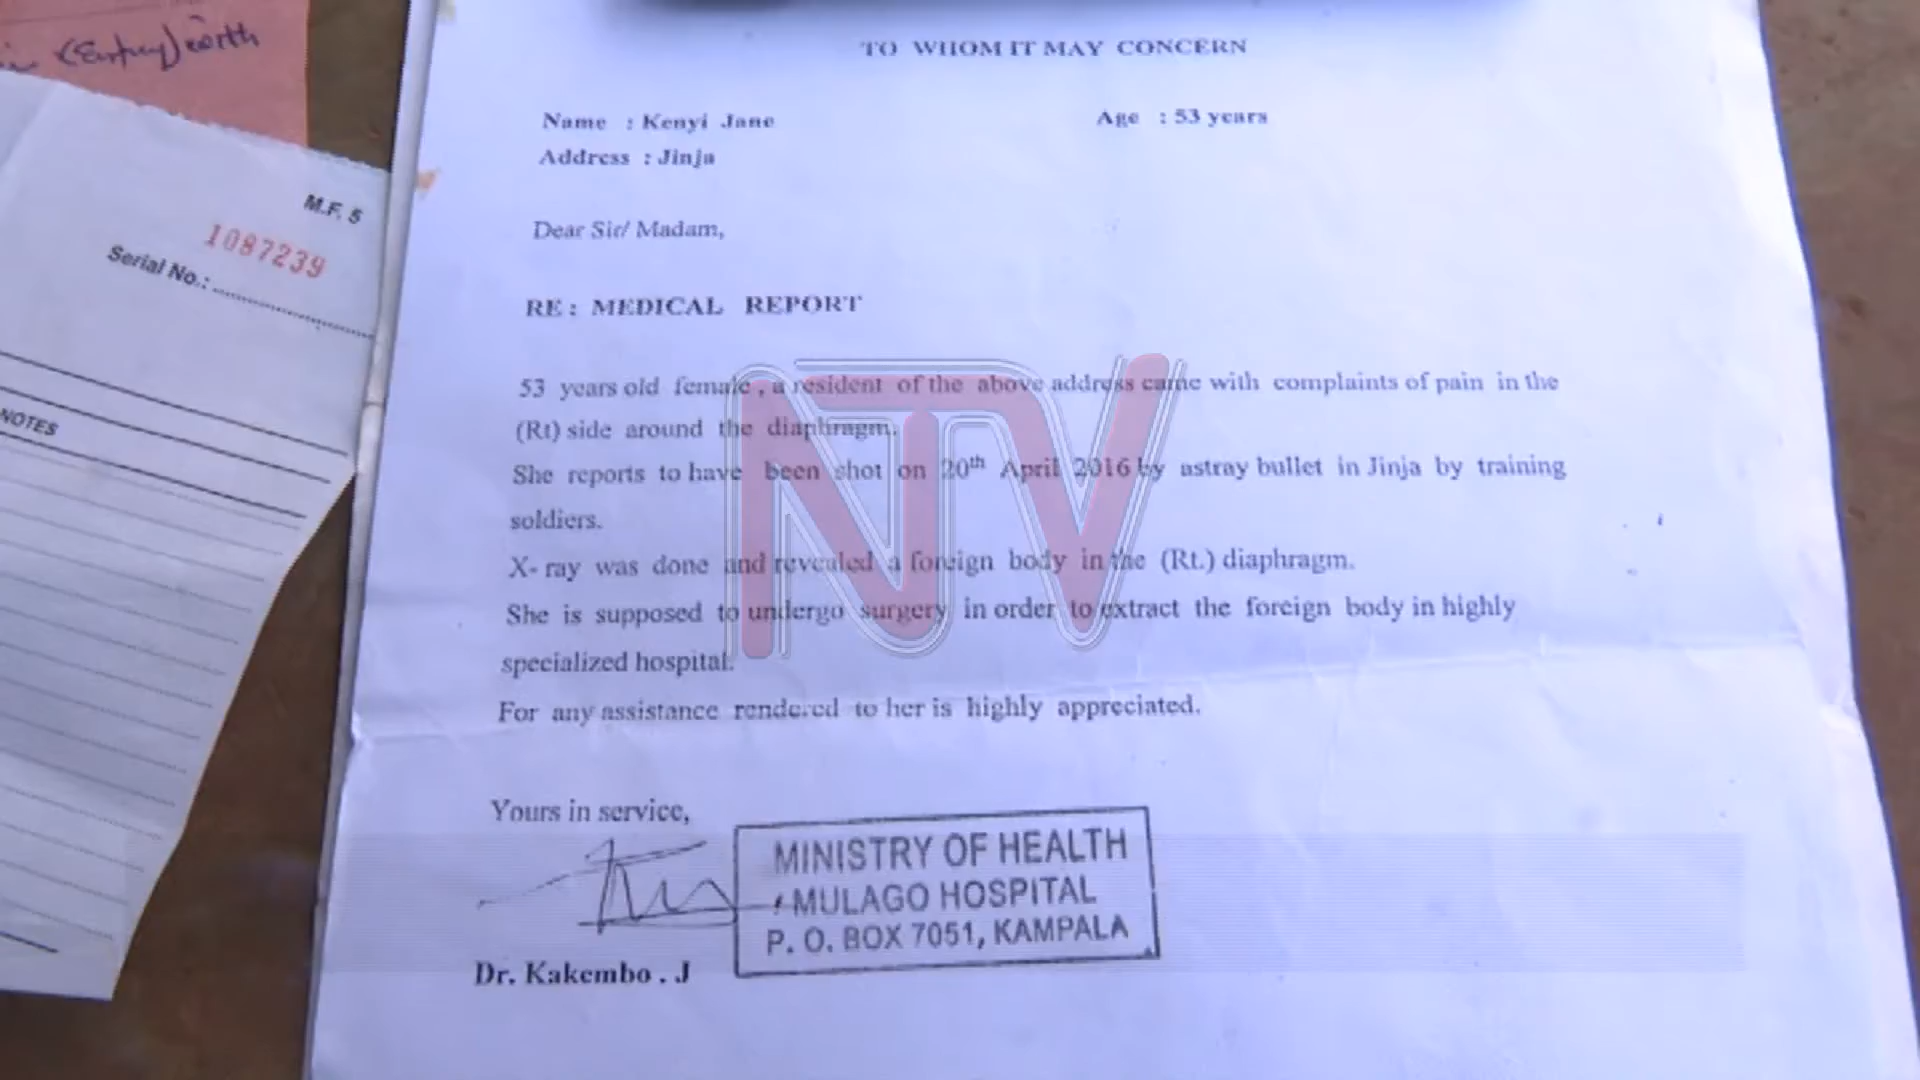 (Entry) worth
M.F. 5
1087239
Serial No.:
NOTES
TO WHOM IT MAY CONCERN
Name : Kenyi Jane Age : 53 years
Address : Jinja
Dear Sir/ Madam,
RE : MEDICAL REPORT
53 years old female , a resident of the above address came with complaints of pain in the
(Rt) side around the diaphragm.
She reports to have been shot on 20th April 2016 by astray bullet in Jinja by training
soldiers.
X- ray was done and revealed a foreign body in the (Rt.) diaphragm.
She is supposed to undergo surgery in order to extract the foreign body in highly
specialized hospital.
For any assistance rendered to her is highly appreciated.
NTV
Yours in service,
MINISTRY OF HEALTH
MULAGO HOSPITAL
P. O. BOX 7051, KAMPALA
Dr. Kakembo . J